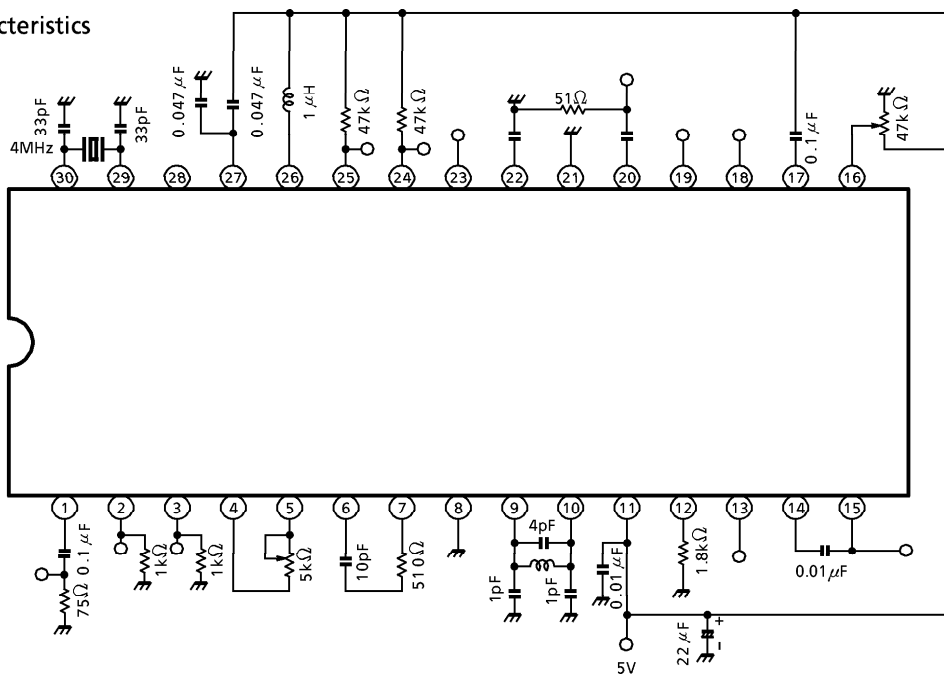 cteristics
33pF
4MHz
33pF
0.047 μF
0.047 μF
1 μH
47kΩ
47kΩ
51Ω
0.1 μF
47kΩ
30 29 28 27 26 25 24 23 22 21 20 19 18 17 16
1 2 3 4 5 6 7 8 9 10 11 12 13 14 15
0.1 μF
75Ω
1kΩ
1kΩ
5kΩ
10pF
510Ω
4pF
1pF
1pF
0.01 μF
1.8kΩ
0.01μF
22 μF
+
-
5V